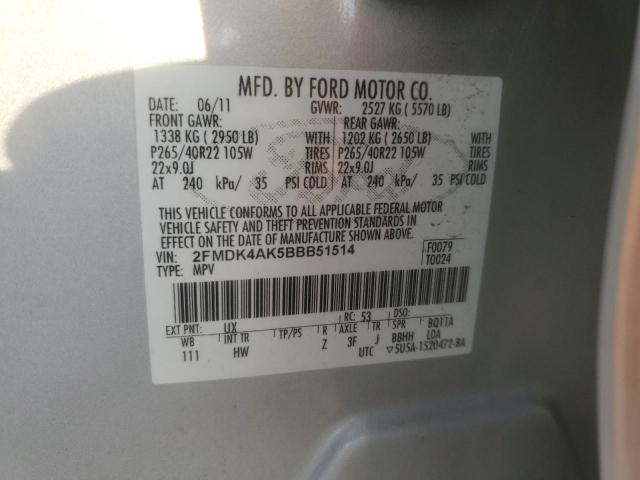 MFD. BY FORD MOTOR CO.
DATE: 06/11 GVWR: 2527 KG ( 5570 LB)
FRONT GAWR: REAR GAWR:
1338 KG ( 2950 LB) WITH 1202 KG ( 2650 LB) WITH
P265/40R22 105W TIRES P265/40R22 105W TIRES
22x9.0J RIMS 22x9.0J RIMS
AT 240 kPa/ 35 PSI COLD AT 240 kPa/ 35 PSI COLD
THIS VEHICLE CONFORMS TO ALL APPLICABLE FEDERAL MOTOR
VEHICLE SAFETY AND THEFT PREVENTION STANDARDS IN
EFFECT ON THE DATE OF MANUFACTURE SHOWN ABOVE.
VIN: 2FMDK4AK5BBB51514 F0079
TYPE: MPV T0024
EXT PNT: UX RC: 53 DSO:
WB INT TR TP/PS R AXLE TR SPR BQ11A
111 HW Z 3F J BBHH LOA
UTC ▽5U5A-1520472-BA